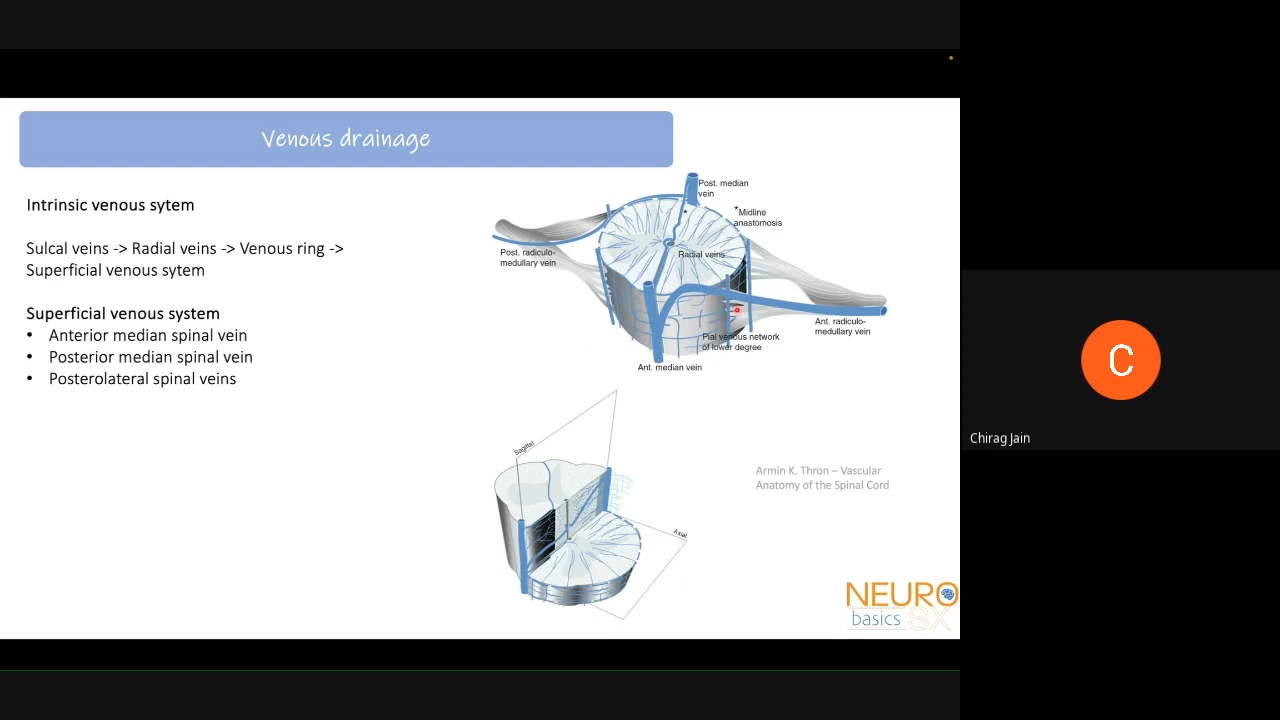 Venous drainage
Intrinsic venous sytem
Sulcal veins -> Radial veins -> Venous ring ->
Superficial venous sytem
Superficial venous system
• Anterior median spinal vein
• Posterior median spinal vein
• Posterolateral spinal veins
Post. median
vein
*Midline
anastomosis
*
Post. radiculo-
medullary vein
Radial veins
Ant. radiculo-
medullary vein
Pial venous network
of lower degree
Ant. median vein
Sagittal
Axial
Armin K. Thron – Vascular
Anatomy of the Spinal Cord
NEURO
basics SX
C
Chirag Jain